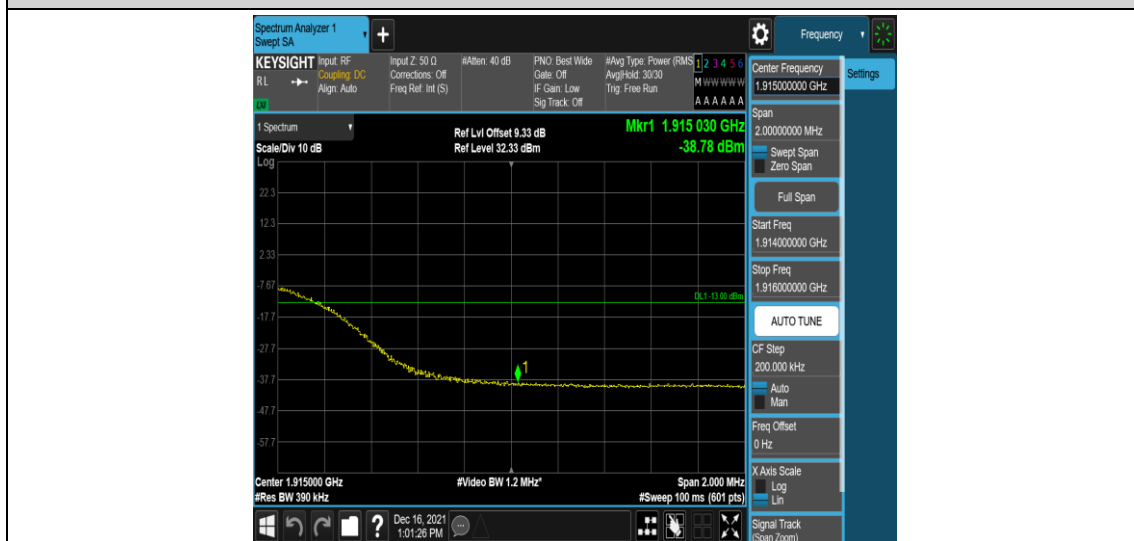 Spectrum Analyzer 1
Swept SA
+
Frequency
KEYSIGHT
RL
LXI
Input: RF
Coupling: DC
Align: Auto
Input Z: 50 Ω
Corrections: Off
Freq Ref: Int (S)
#Atten: 40 dB
PNO: Best Wide
Gate: Off
IF Gain: Low
Sig Track: Off
#Avg Type: Power (RMS
Avg|Hold: 30/30
Trig: Free Run
1 2 3 4 5 6
M W W W W W
A A A A A A
1 Spectrum
Scale/Div 10 dB
Log
Ref Lvl Offset 9.33 dB
Ref Level 32.33 dBm
Mkr1 1.915 030 GHz
-38.78 dBm
22.3
12.3
2.33
-7.67
-17.7
-27.7
-37.7
-47.7
-57.7
DL1 -13.00 dBm
1
Center 1.915000 GHz
#Res BW 390 kHz
#Video BW 1.2 MHz*
Span 2.000 MHz
#Sweep 100 ms (601 pts)
?
Dec 16, 2021
1:01:26 PM
Center Frequency
1.915000000 GHz
Settings
Span
2.00000000 MHz
Swept Span
Zero Span
Full Span
Start Freq
1.914000000 GHz
Stop Freq
1.916000000 GHz
AUTO TUNE
CF Step
200.000 kHz
Auto
Man
Freq Offset
0 Hz
X Axis Scale
Log
Lin
Signal Track
(Span Zoom)